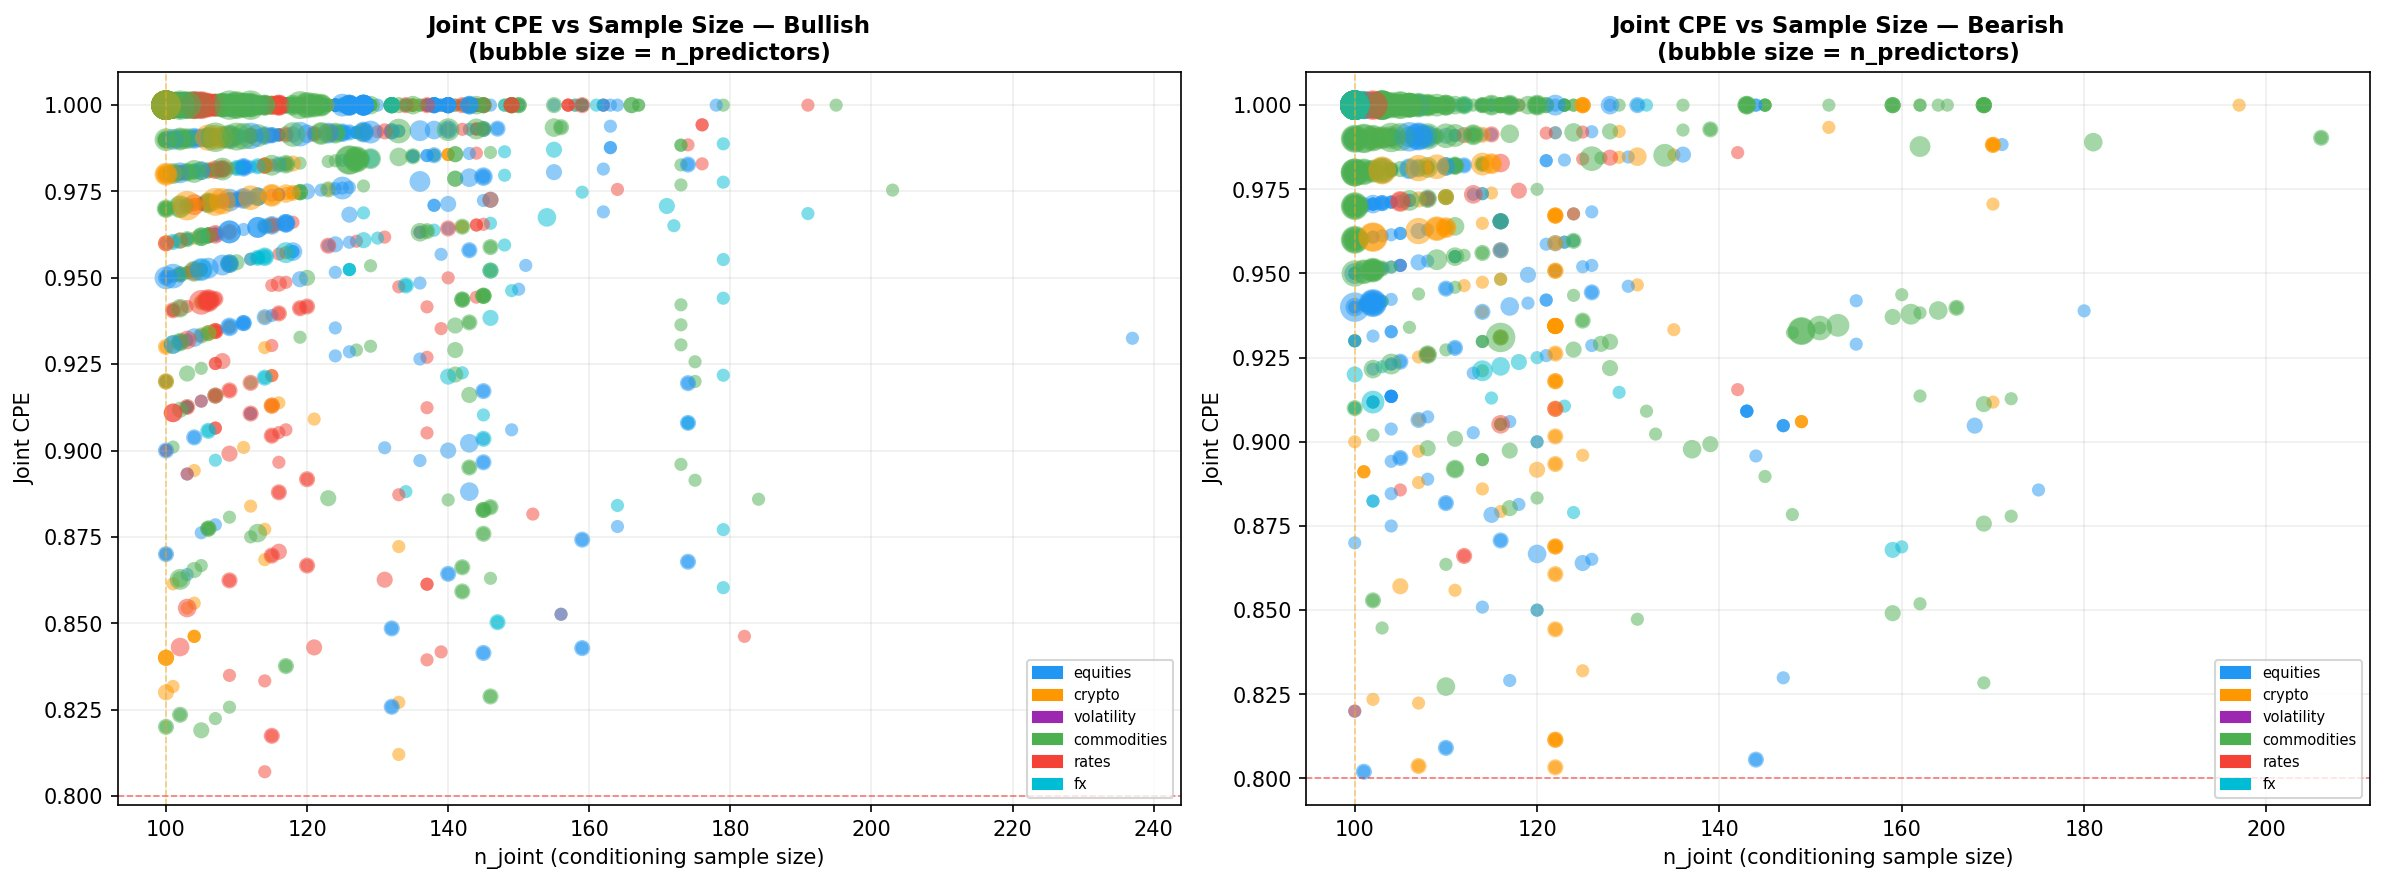 Joint CPE vs Sample Size — Bullish
(bubble size = n_predictors)
Joint CPE
1.000
0.975
0.950
0.925
0.900
0.875
0.850
0.825
0.800
100
120
140
160
180
200
220
240
n_joint (conditioning sample size)
equities
crypto
volatility
commodities
rates
fx
Joint CPE vs Sample Size — Bearish
(bubble size = n_predictors)
Joint CPE
1.000
0.975
0.950
0.925
0.900
0.875
0.850
0.825
0.800
100
120
140
160
180
200
n_joint (conditioning sample size)
equities
crypto
volatility
commodities
rates
fx